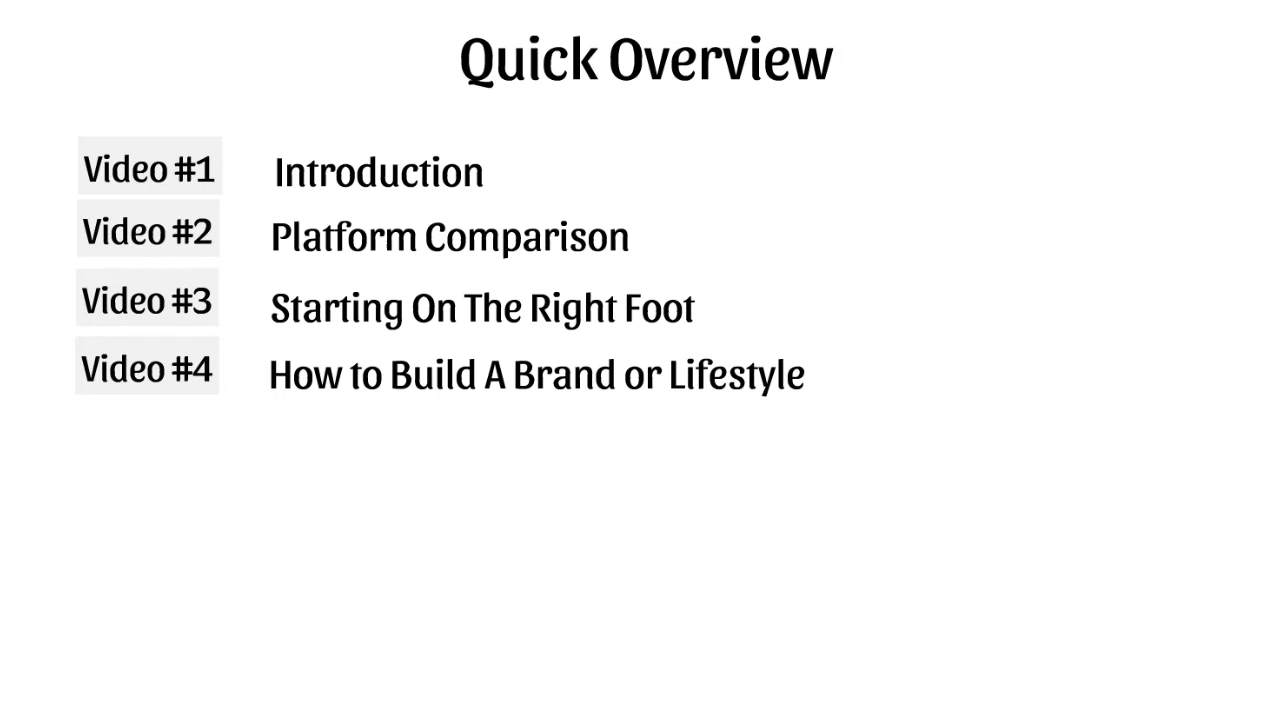 Quick Overview
Video #1 Introduction
Video #2 Platform Comparison
Video #3 Starting On The Right Foot
Video #4 How to Build A Brand or Lifestyle